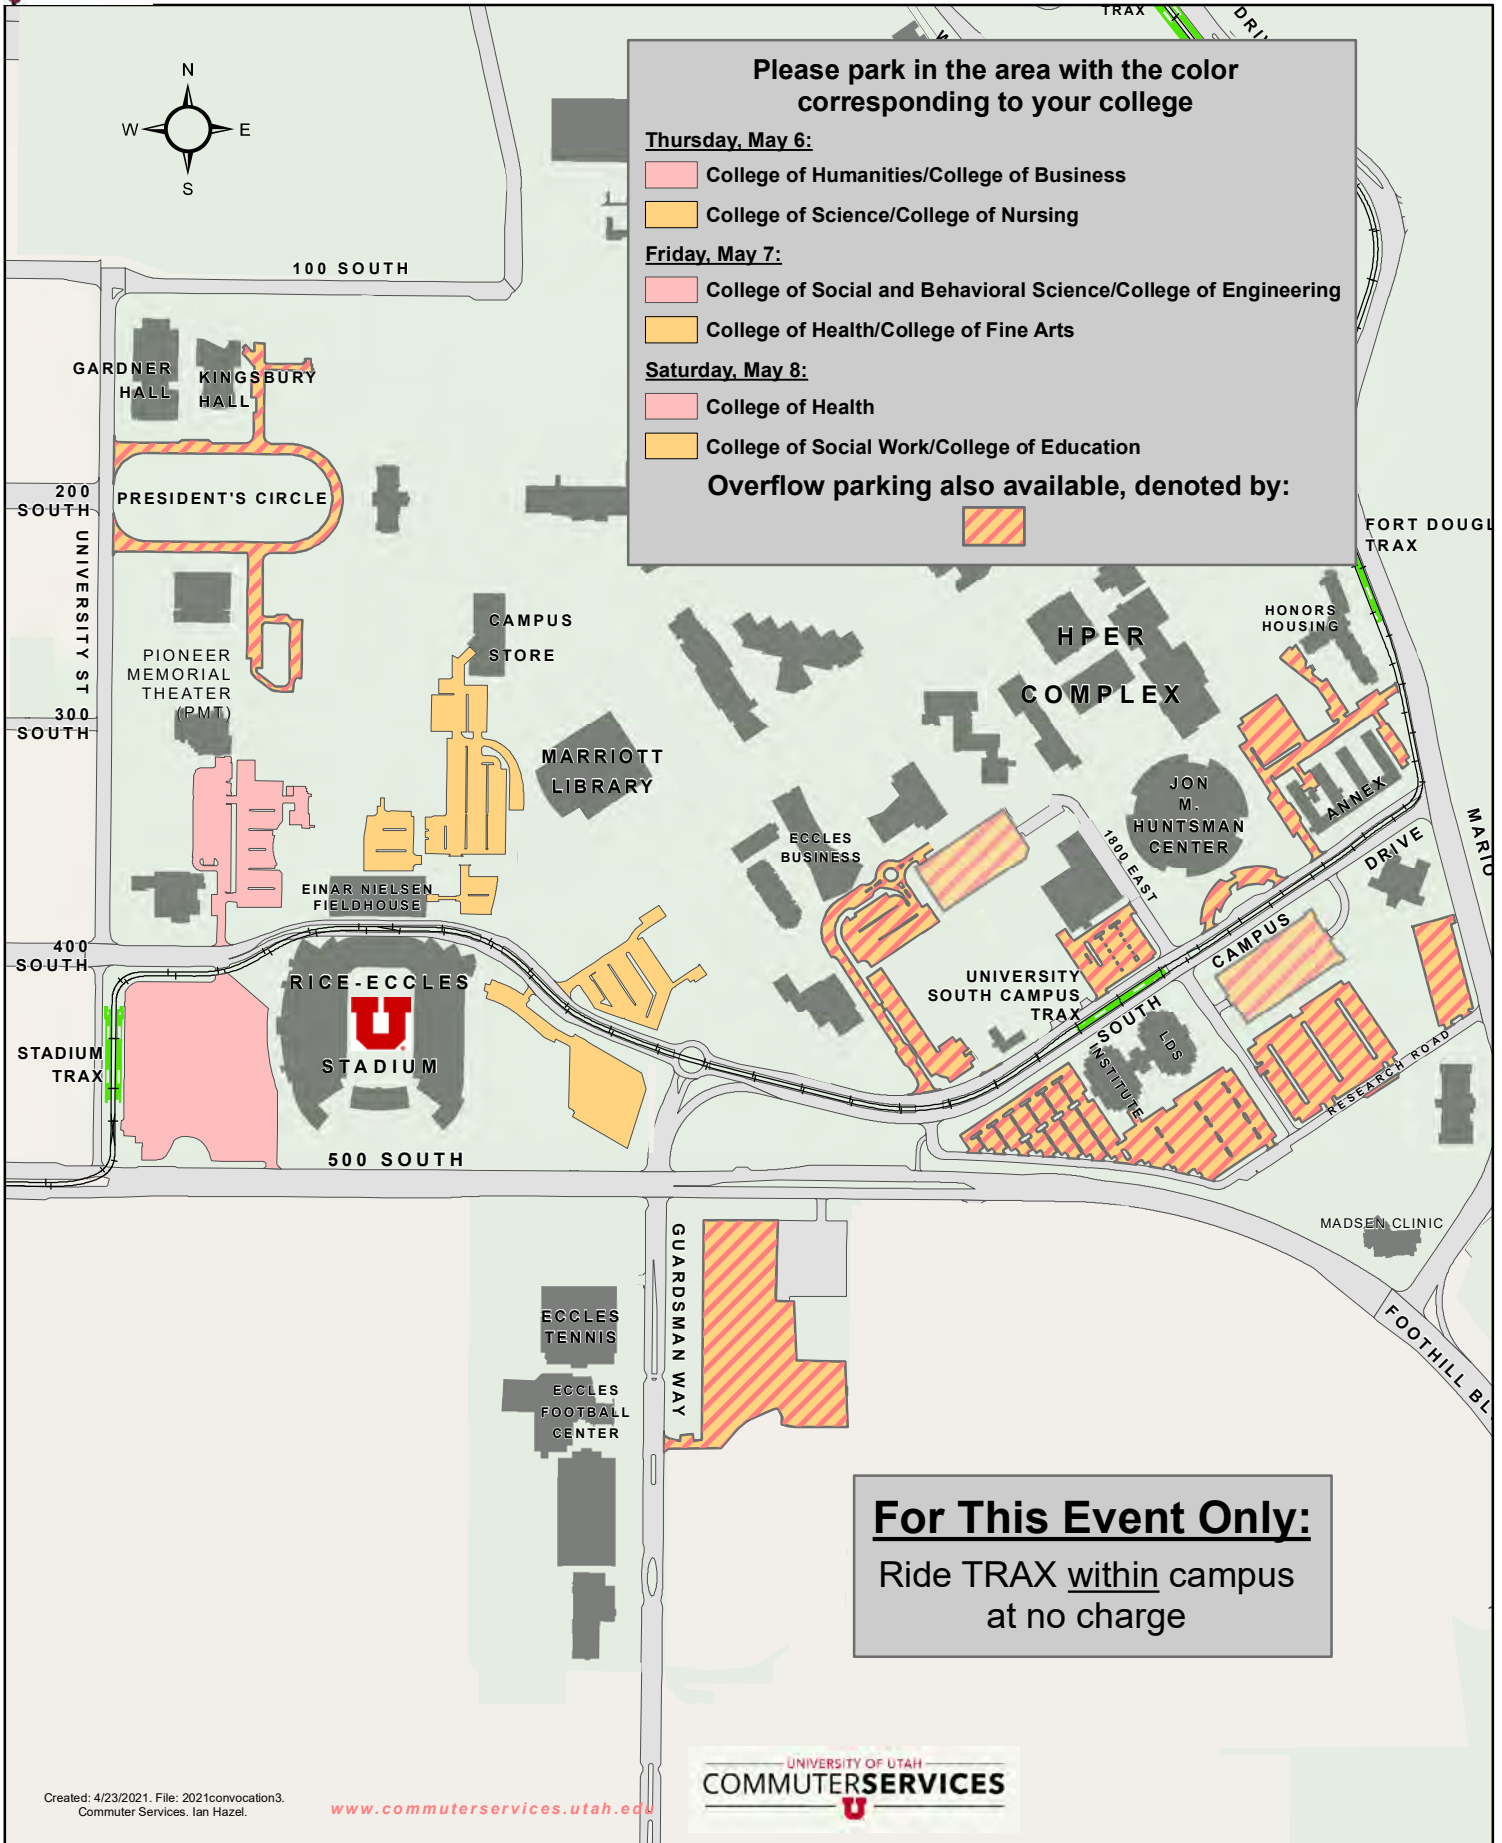 TRAX
DRI
N
W
E
S
Please park in the area with the color
corresponding to your college
Thursday, May 6:
College of Humanities/College of Business
College of Science/College of Nursing
Friday, May 7:
College of Social and Behavioral Science/College of Engineering
College of Health/College of Fine Arts
Saturday, May 8:
College of Health
College of Social Work/College of Education
Overflow parking also available, denoted by:
100 SOUTH
GARDNER
HALL
KINGSBURY
HALL
200
SOUTH
PRESIDENT'S CIRCLE
UNIVERSITY ST
FORT DOUGL
TRAX
HONORS
HOUSING
CAMPUS
STORE
HPER
COMPLEX
PIONEER
MEMORIAL
THEATER
(PMT)
300
SOUTH
MARRIOTT
LIBRARY
JON
M.
HUNTSMAN
CENTER
ANNEX
MARIO
ECCLES
BUSINESS
1800 EAST
DRIVE
EINAR NIELSEN
FIELDHOUSE
400
SOUTH
CAMPUS
RICE-ECCLES
U
STADIUM
UNIVERSITY
SOUTH CAMPUS
TRAX
SOUTH
LDS
INSTITUTE
STADIUM
TRAX
RESEARCH ROAD
500 SOUTH
MADSEN CLINIC
GUARDSMAN WAY
ECCLES
TENNIS
FOOTHILL BL
ECCLES
FOOTBALL
CENTER
For This Event Only:
Ride TRAX within campus
at no charge
UNIVERSITY OF UTAH
COMMUTERSERVICES
U
Created: 4/23/2021. File: 2021convocation3.
Commuter Services. Ian Hazel.
www.commuterservices.utah.edu